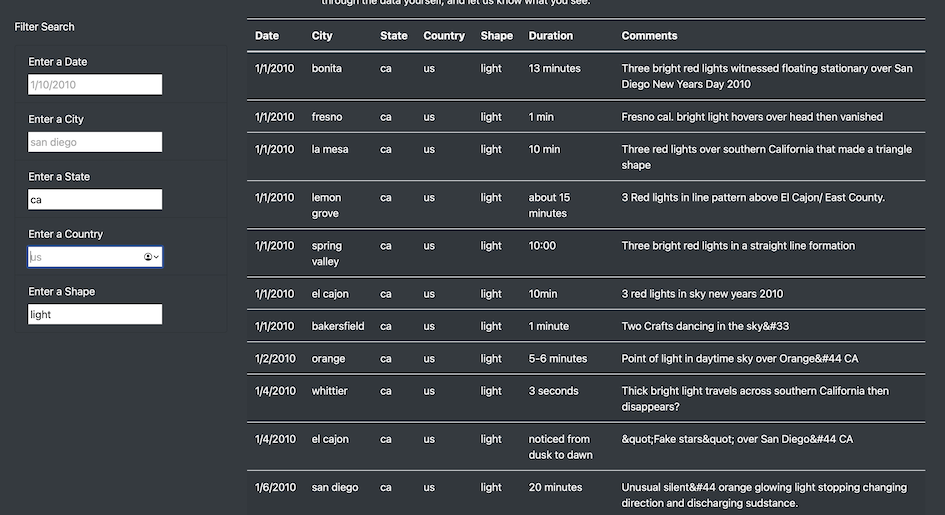 through the data yourself, and let us know what you see.
Filter Search
Enter a Date
1/10/2010
Enter a City
san diego
Enter a State
ca
Enter a Country
us
Enter a Shape
light
Date City State Country Shape Duration Comments
1/1/2010 bonita ca us light 13 minutes Three bright red lights witnessed floating stationary over San
Diego New Years Day 2010
1/1/2010 fresno ca us light 1 min Fresno cal. bright light hovers over head then vanished
1/1/2010 la mesa ca us light 10 min Three red lights over southern California that made a triangle
shape
1/1/2010 lemon ca us light about 15 3 Red lights in line pattern above El Cajon/ East County.
grove minutes
1/1/2010 spring ca us light 10:00 Three bright red lights in a straight line formation
valley
1/1/2010 el cajon ca us light 10min 3 red lights in sky new years 2010
1/1/2010 bakersfield ca us light 1 minute Two Crafts dancing in the sky&#33
1/2/2010 orange ca us light 5-6 minutes Point of light in daytime sky over Orange&#44 CA
1/4/2010 whittier ca us light 3 seconds Thick bright light travels across southern California then
disappears?
1/4/2010 el cajon ca us light noticed from &quot;Fake stars&quot; over San Diego&#44 CA
dusk to dawn
1/6/2010 san diego ca us light 20 minutes Unusual silent&#44 orange glowing light stopping changing
direction and discharging sudstance.